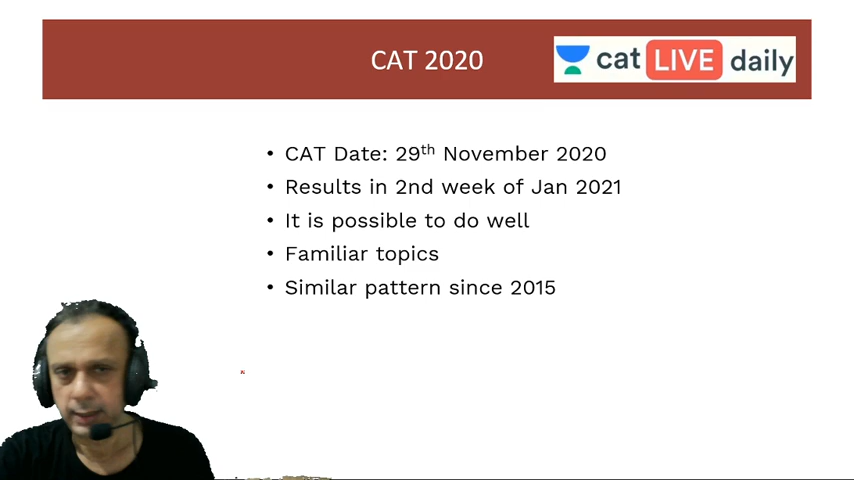 CAT 2020
cat LIVE daily
• CAT Date: 29th November 2020
• Results in 2nd week of Jan 2021
• It is possible to do well
• Familiar topics
• Similar pattern since 2015